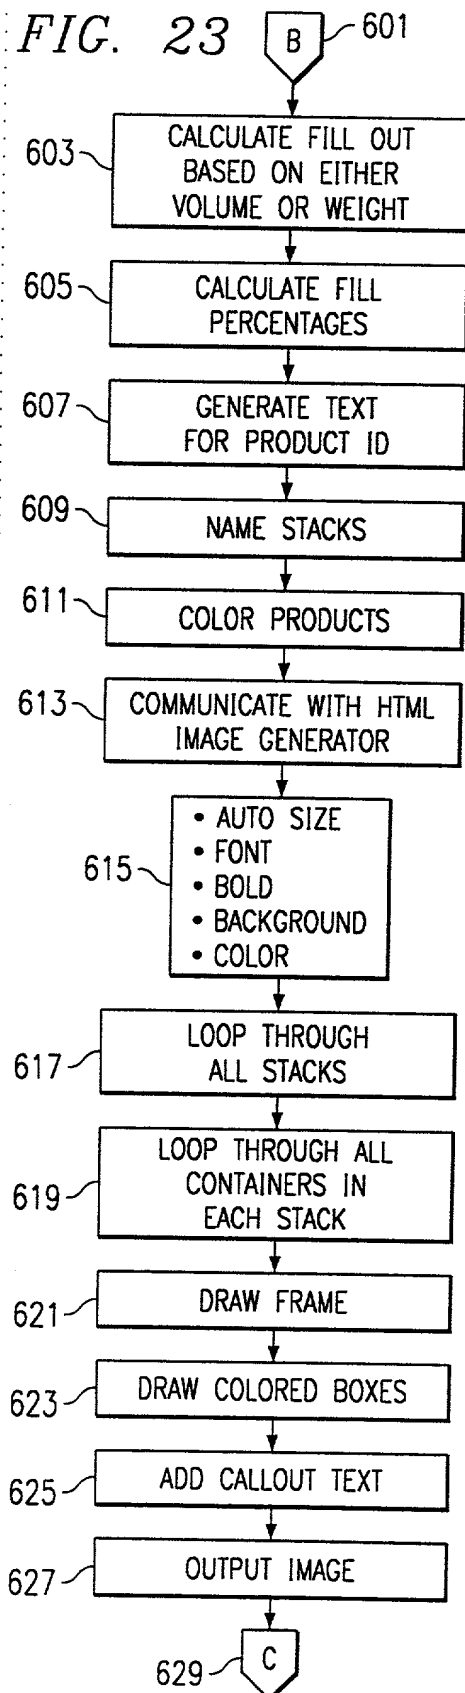 FIG. 23
B
601
603
CALCULATE FILL OUT
BASED ON EITHER
VOLUME OR WEIGHT
605
CALCULATE FILL
PERCENTAGES
607
GENERATE TEXT
FOR PRODUCT ID
609
NAME STACKS
611
COLOR PRODUCTS
613
COMMUNICATE WITH HTML
IMAGE GENERATOR
615
• AUTO SIZE
• FONT
• BOLD
• BACKGROUND
• COLOR
617
LOOP THROUGH
ALL STACKS
619
LOOP THROUGH ALL
CONTAINERS IN
EACH STACK
621
DRAW FRAME
623
DRAW COLORED BOXES
625
ADD CALLOUT TEXT
627
OUTPUT IMAGE
629
C